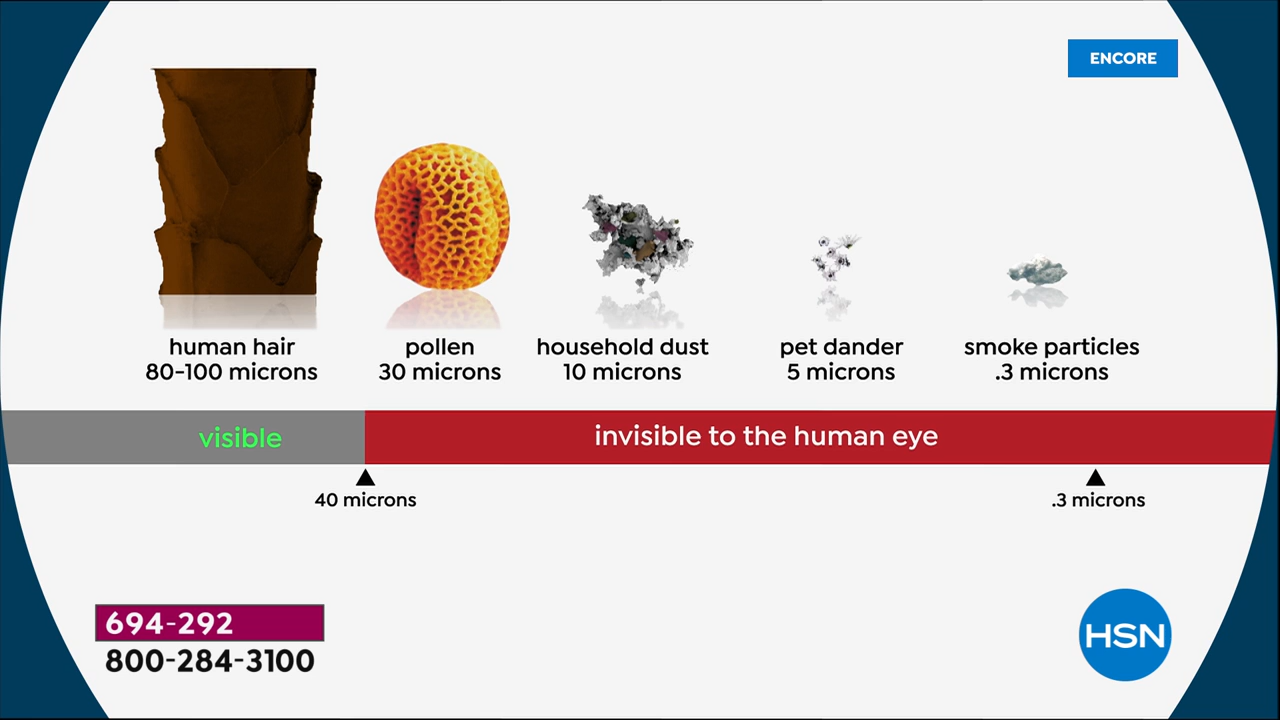 ENCORE
human hair
80-100 microns
pollen
30 microns
household dust
10 microns
pet dander
5 microns
smoke particles
.3 microns
visible
invisible to the human eye
40 microns
.3 microns
694-292
800-284-3100
HSN